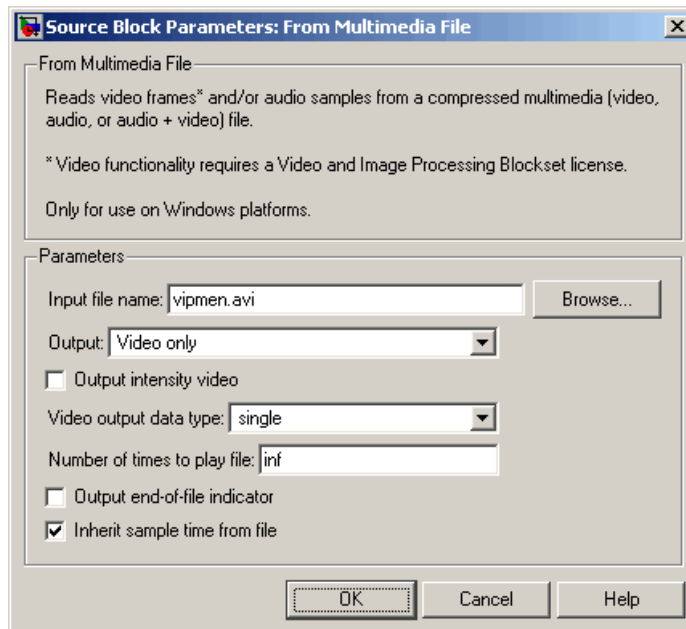 Source Block Parameters: From Multimedia File
From Multimedia File
Reads video frames* and/or audio samples from a compressed multimedia (video,
audio, or audio + video) file.
* Video functionality requires a Video and Image Processing Blockset license.
Only for use on Windows platforms.
Parameters
Input file name: vipmen.avi Browse...
Output: Video only
Output intensity video
Video output data type: single
Number of times to play file: inf
Output end-of-file indicator
Inherit sample time from file
OK Cancel Help